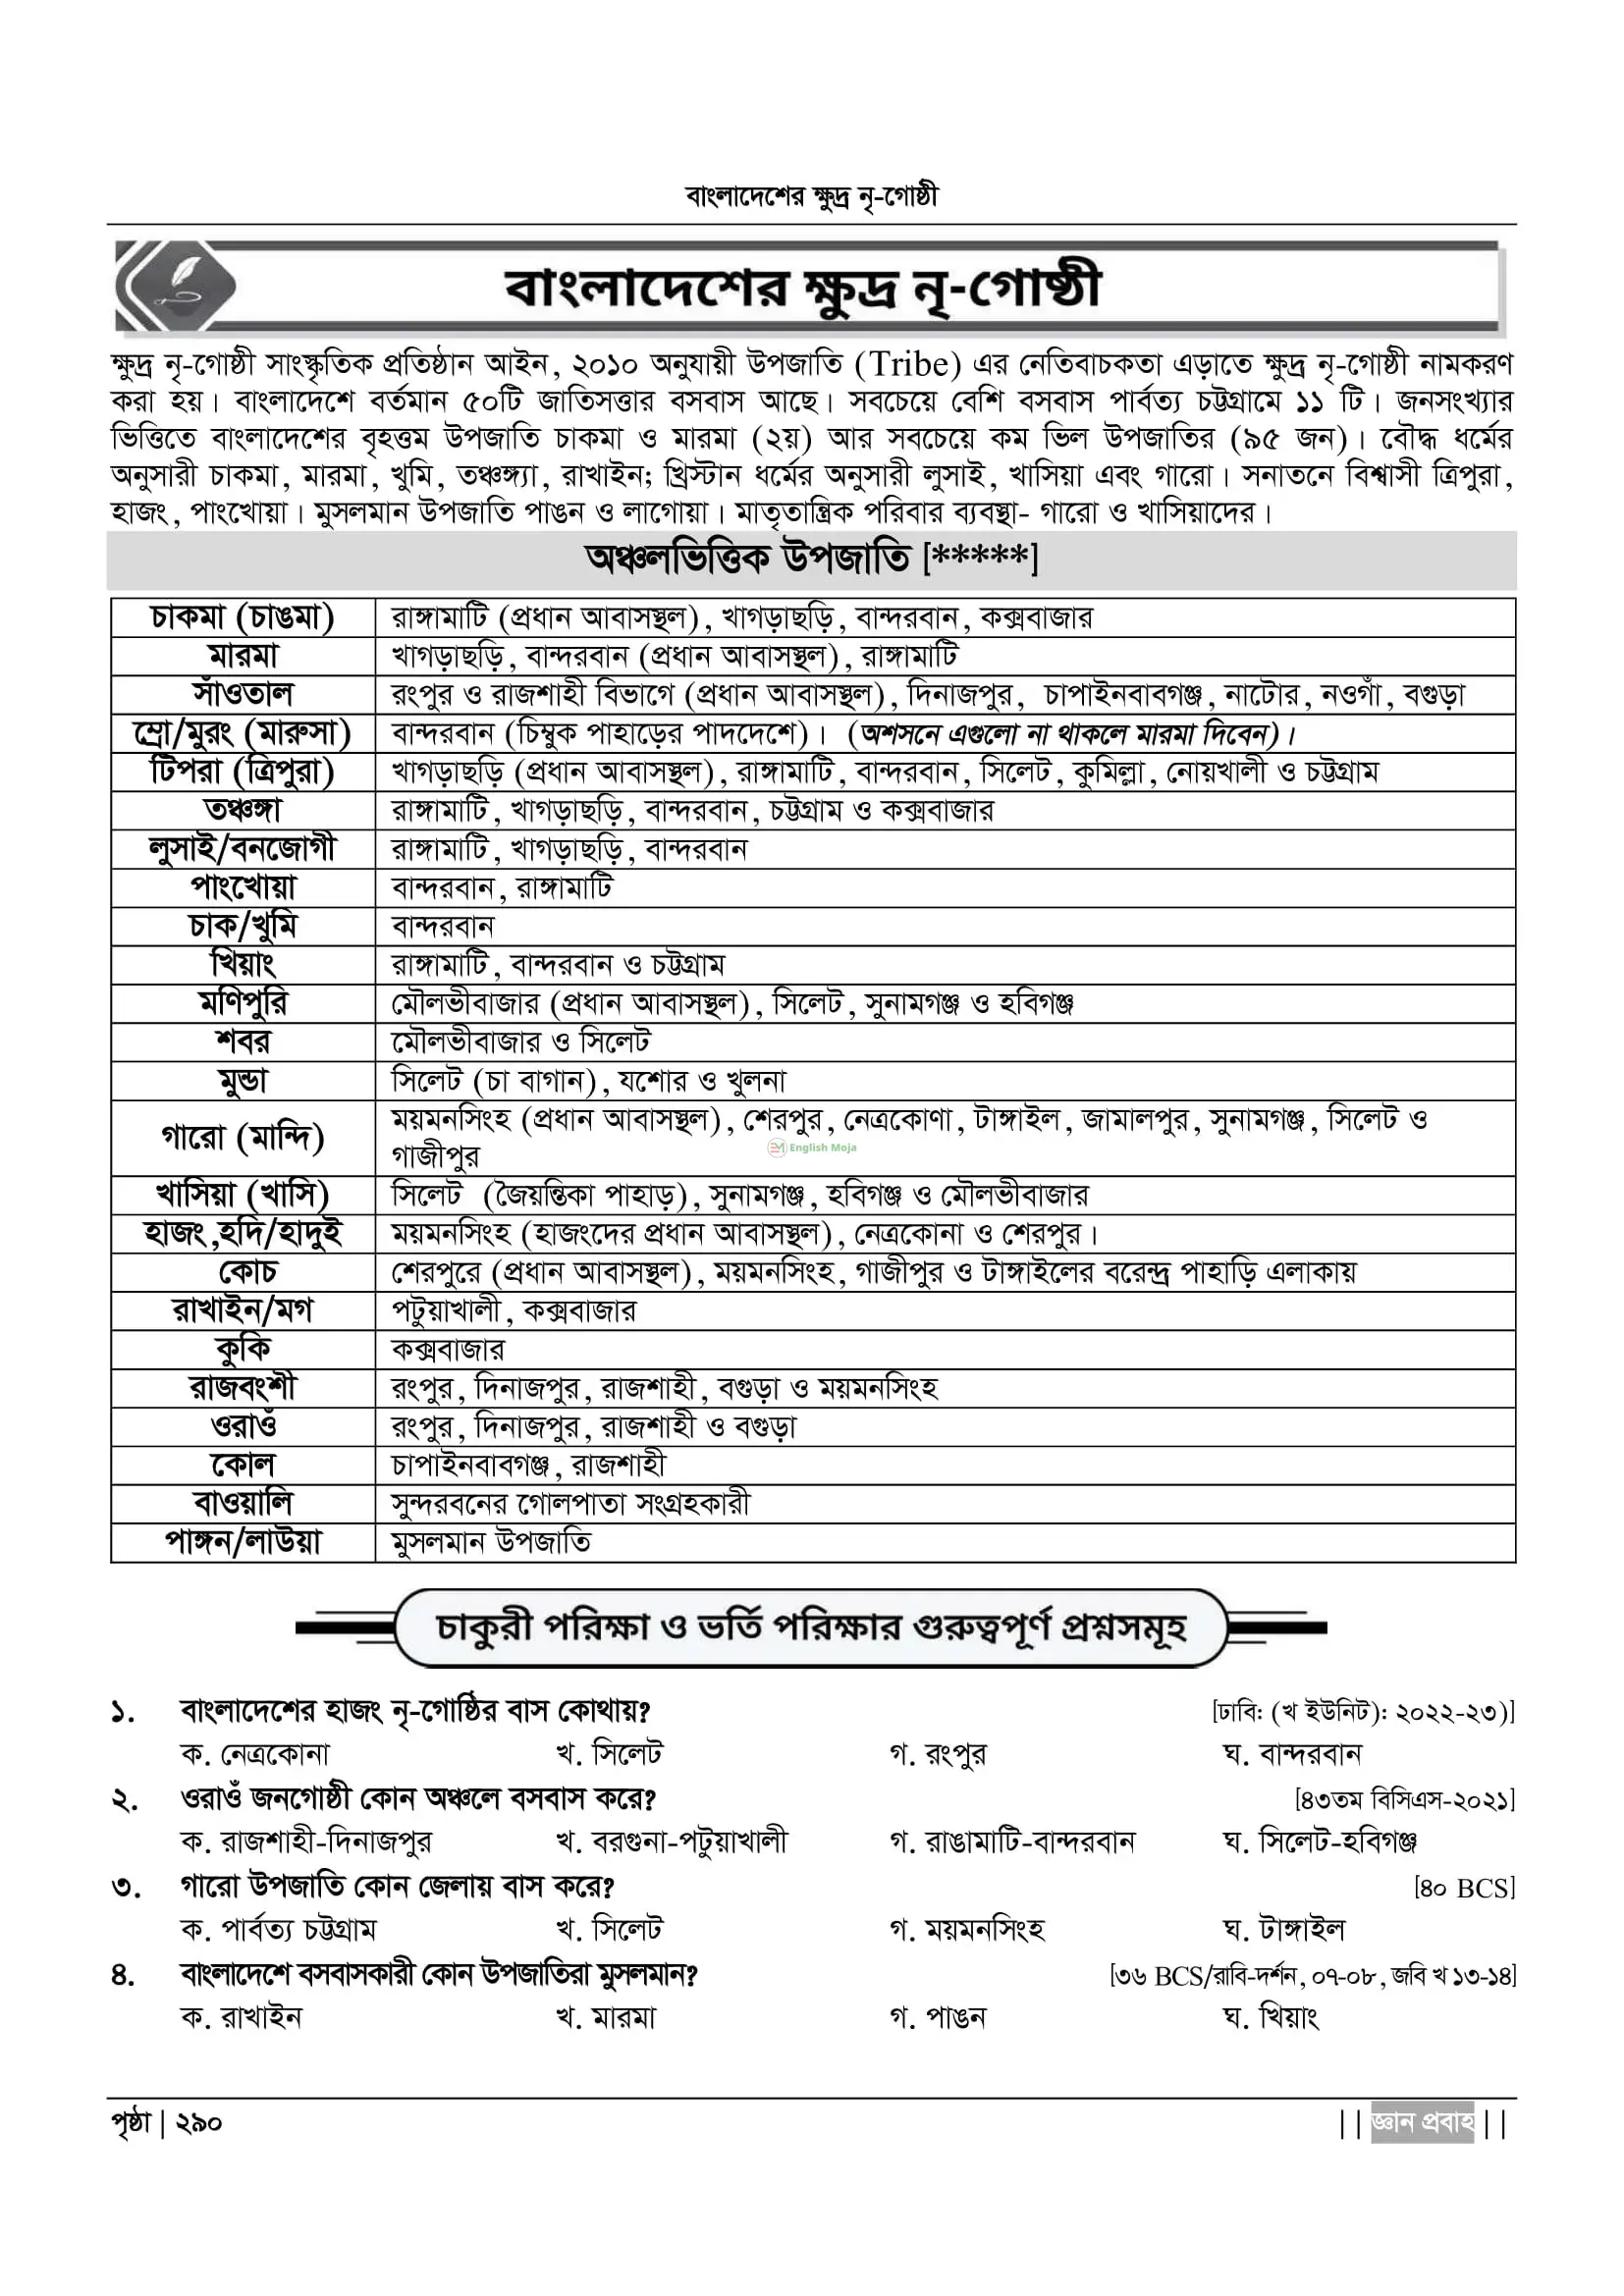 বাংলাদেশের ক্ষুদ্র নৃ-গোষ্ঠী
বাংলাদেশের ক্ষুদ্র নৃ-গোষ্ঠী
ক্ষুদ্র নৃ-গোষ্ঠী সাংস্কৃতিক প্রতিষ্ঠান আইন, ২০১০ অনুযায়ী উপজাতি (Tribe) এর নেতিবাচকতা এড়াতে ক্ষুদ্র নৃ-গোষ্ঠী নামকরণ
করা হয়। বাংলাদেশে বর্তমান ৫০টি জাতিসত্তার বসবাস আছে। সবচেয়ে বেশি বসবাস পার্বত্য চট্টগ্রামে ১১ টি। জনসংখ্যার
ভিত্তিতে বাংলাদেশের বৃহত্তম উপজাতি চাকমা ও মারমা (২য়) আর সবচেয়ে কম ভিল উপজাতির (৯৫ জন)। বৌদ্ধ ধর্মের
অনুসারী চাকমা, মারমা, খুমি, তঞ্চঙ্গ্যা, রাখাইন; খ্রিস্টান ধর্মের অনুসারী লুসাই, খাসিয়া এবং গারো। সনাতনে বিশ্বাসী ত্রিপুরা,
হাজং, পাংখোয়া। মুসলমান উপজাতি পাঙন ও লাগোয়া। মাতৃতান্ত্রিক পরিবার ব্যবস্থা- গারো ও খাসিয়াদের।
অঞ্চলভিত্তিক উপজাতি [*****]
চাকমা (চাঙমা) রাঙ্গামাটি (প্রধান আবাসস্থল), খাগড়াছড়ি, বান্দরবান, কক্সবাজার
মারমা খাগড়াছড়ি, বান্দরবান (প্রধান আবাসস্থল), রাঙ্গামাটি
সাঁওতাল রংপুর ও রাজশাহী বিভাগে (প্রধান আবাসস্থল), দিনাজপুর, চাপাইনবাবগঞ্জ, নাটোর, নওগাঁ, বগুড়া
ম্রো/মুরং (মারুসা) বান্দরবান (চিম্বুক পাহাড়ের পাদদেশে)। (অশসনে এগুলো না থাকলে মারমা দিবেন)।
টিপরা (ত্রিপুরা) খাগড়াছড়ি (প্রধান আবাসস্থল), রাঙ্গামাটি, বান্দরবান, সিলেট, কুমিল্লা, নোয়খালী ও চট্টগ্রাম
তঞ্চঙ্গা রাঙ্গামাটি, খাগড়াছড়ি, বান্দরবান, চট্টগ্রাম ও কক্সবাজার
লুসাই/বনজোগী রাঙ্গামাটি, খাগড়াছড়ি, বান্দরবান
পাংখোয়া বান্দরবান, রাঙ্গামাটি
চাক/খুমি বান্দরবান
খিয়াং রাঙ্গামাটি, বান্দরবান ও চট্টগ্রাম
মণিপুরি মৌলভীবাজার (প্রধান আবাসস্থল), সিলেট, সুনামগঞ্জ ও হবিগঞ্জ
শবর মৌলভীবাজার ও সিলেট
মুন্ডা সিলেট (চা বাগান), যশোর ও খুলনা
গারো (মান্দি) ময়মনসিংহ (প্রধান আবাসস্থল), শেরপুর, নেত্রকোণা, টাঙ্গাইল, জামালপুর, সুনামগঞ্জ, সিলেট ও
গাজীপুর
English Moja
খাসিয়া (খাসি) সিলেট (জৈয়ন্তিকা পাহাড়), সুনামগঞ্জ, হবিগঞ্জ ও মৌলভীবাজার
হাজং,হদি/হাদুই ময়মনসিংহ (হাজংদের প্রধান আবাসস্থল), নেত্রকোনা ও শেরপুর।
কোচ শেরপুরে (প্রধান আবাসস্থল), ময়মনসিংহ, গাজীপুর ও টাঙ্গাইলের বরেন্দ্র পাহাড়ি এলাকায়
রাখাইন/মগ পটুয়াখালী, কক্সবাজার
কুকি কক্সবাজার
রাজবংশী রংপুর, দিনাজপুর, রাজশাহী, বগুড়া ও ময়মনসিংহ
ওরাওঁ রংপুর, দিনাজপুর, রাজশাহী ও বগুড়া
কোল চাপাইনবাবগঞ্জ, রাজশাহী
বাওয়ালি সুন্দরবনের গোলপাতা সংগ্রহকারী
পাঙ্গন/লাউয়া মুসলমান উপজাতি
চাকুরী পরিক্ষা ও ভর্তি পরিক্ষার গুরুত্বপূর্ণ প্রশ্নসমূহ
১. বাংলাদেশের হাজং নৃ-গোষ্ঠির বাস কোথায়? [ঢাবি: (খ ইউনিট): ২০২২-২৩)]
ক. নেত্রকোনা খ. সিলেট গ. রংপুর ঘ. বান্দরবান
২. ওরাওঁ জনগোষ্ঠী কোন অঞ্চলে বসবাস করে? [৪৩তম বিসিএস-২০২১]
ক. রাজশাহী-দিনাজপুর খ. বরগুনা-পটুয়াখালী গ. রাঙামাটি-বান্দরবান ঘ. সিলেট-হবিগঞ্জ
৩. গারো উপজাতি কোন জেলায় বাস করে? [৪০ BCS]
ক. পার্বত্য চট্টগ্রাম খ. সিলেট গ. ময়মনসিংহ ঘ. টাঙ্গাইল
৪. বাংলাদেশে বসবাসকারী কোন উপজাতিরা মুসলমান? [৩৬ BCS/রাবি-দর্শন, ০৭-০৮, জবি খ ১৩-১৪]
ক. রাখাইন খ. মারমা গ. পাঙন ঘ. খিয়াং
পৃষ্ঠা | ২৯০ || জ্ঞান প্রবাহ ||